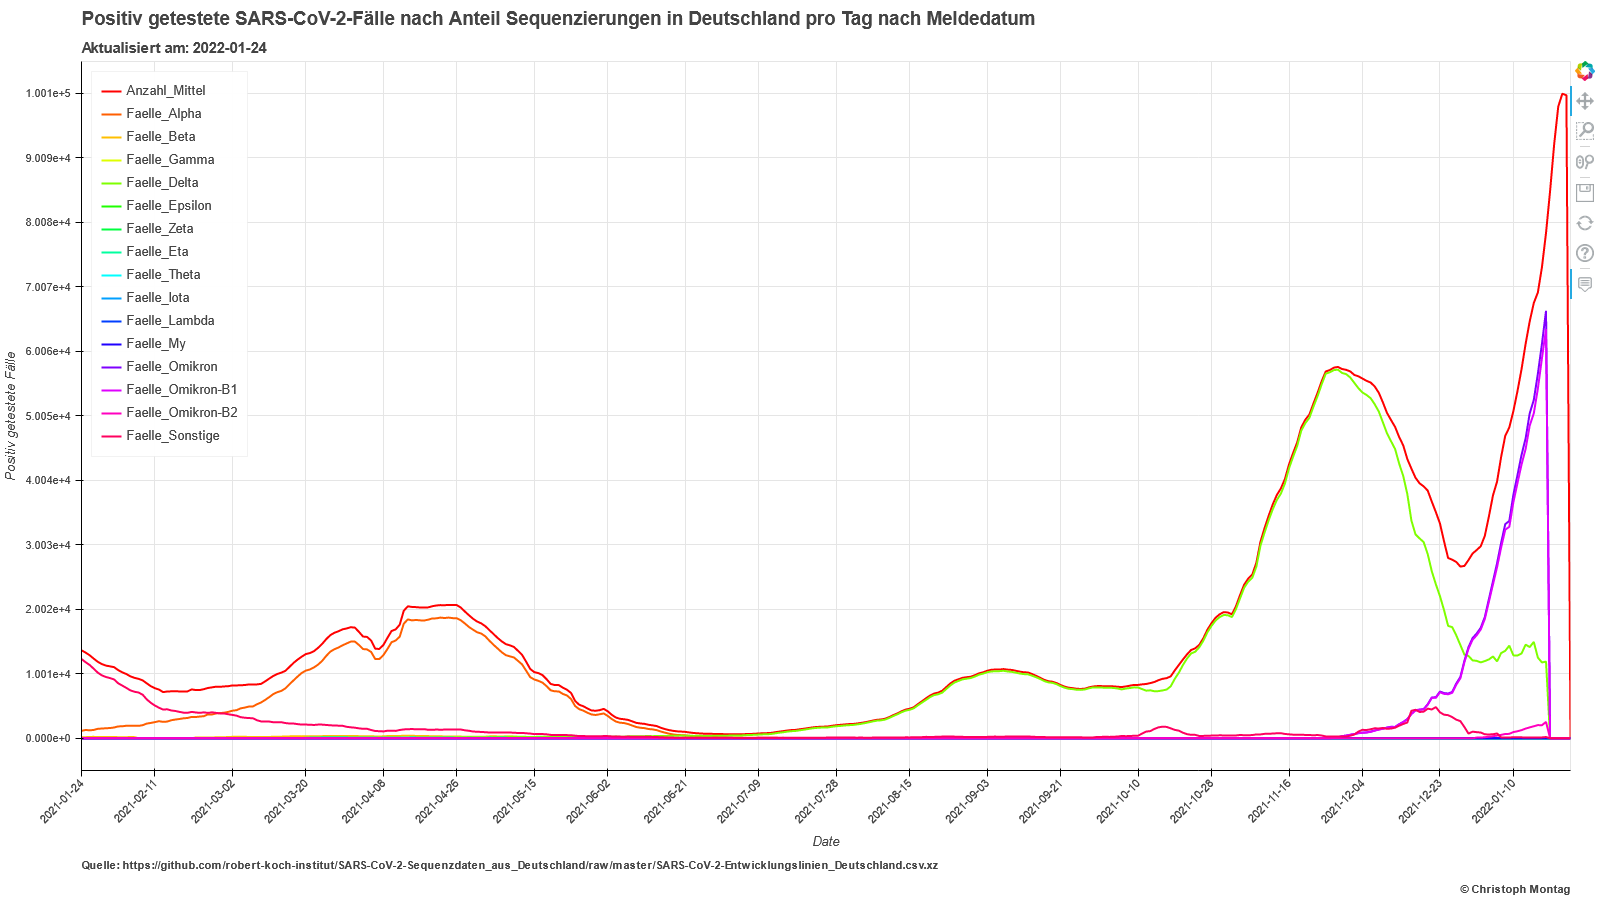 Positiv getestete SARS-CoV-2-Fälle nach Anteil Sequenzierungen in Deutschland pro Tag nach Meldedatum
Aktualisiert am: 2022-01-24
Anzahl_Mittel
Faelle_Alpha
Faelle_Beta
Faelle_Gamma
Faelle_Delta
Faelle_Epsilon
Faelle_Zeta
Faelle_Eta
Faelle_Theta
Faelle_Iota
Faelle_Lambda
Faelle_My
Faelle_Omikron
Faelle_Omikron-B1
Faelle_Omikron-B2
Faelle_Sonstige
Positiv getestete Fälle
1.001e+5
9.009e+4
8.008e+4
7.007e+4
6.006e+4
5.005e+4
4.004e+4
3.003e+4
2.002e+4
1.001e+4
0.000e+0
2021-01-24
2021-02-11
2021-03-02
2021-03-20
2021-04-08
2021-04-26
2021-05-15
2021-06-02
2021-06-21
2021-07-09
2021-07-28
2021-08-15
2021-09-03
2021-09-21
2021-10-10
2021-10-28
2021-11-16
2021-12-04
2021-12-23
2022-01-10
Date
Quelle: https://github.com/robert-koch-institut/SARS-CoV-2-Sequenzdaten_aus_Deutschland/raw/master/SARS-CoV-2-Entwicklungslinien_Deutschland.csv.xz
© Christoph Montag